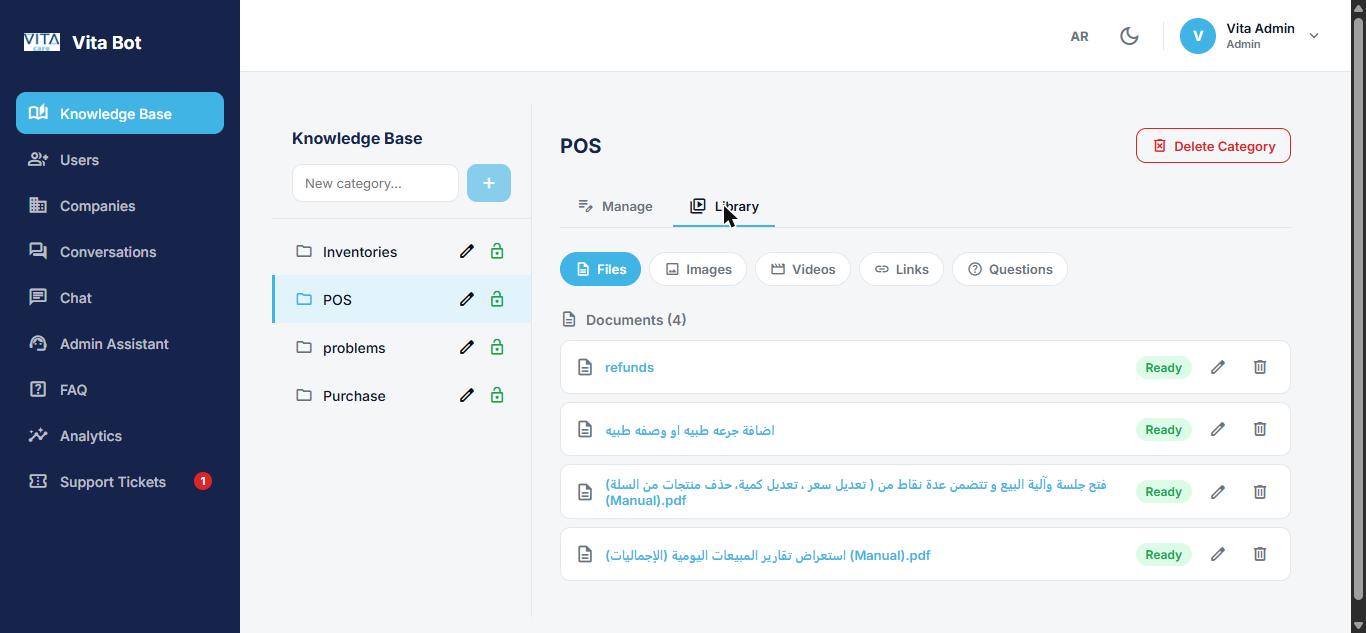 VITA
care
Vita Bot
Knowledge Base
Users
Companies
Conversations
Chat
Admin Assistant
FAQ
Analytics
Support Tickets 1
AR
V
Vita Admin
Admin
Knowledge Base
New category...
+
Inventories
POS
problems
Purchase
POS
Delete Category
Manage
Library
Files
Images
Videos
Links
Questions
Documents (4)
refunds
Ready
اضافة جرعه طبيه او وصفه طبيه
Ready
فتح جلسة وآلية البيع و تتضمن عدة نقاط من ( تعديل سعر ، تعديل كمية، حذف منتجات من السلة)
(Manual).pdf
Ready
استعراض تقارير المبيعات اليومية (الإجماليات) (Manual).pdf
Ready